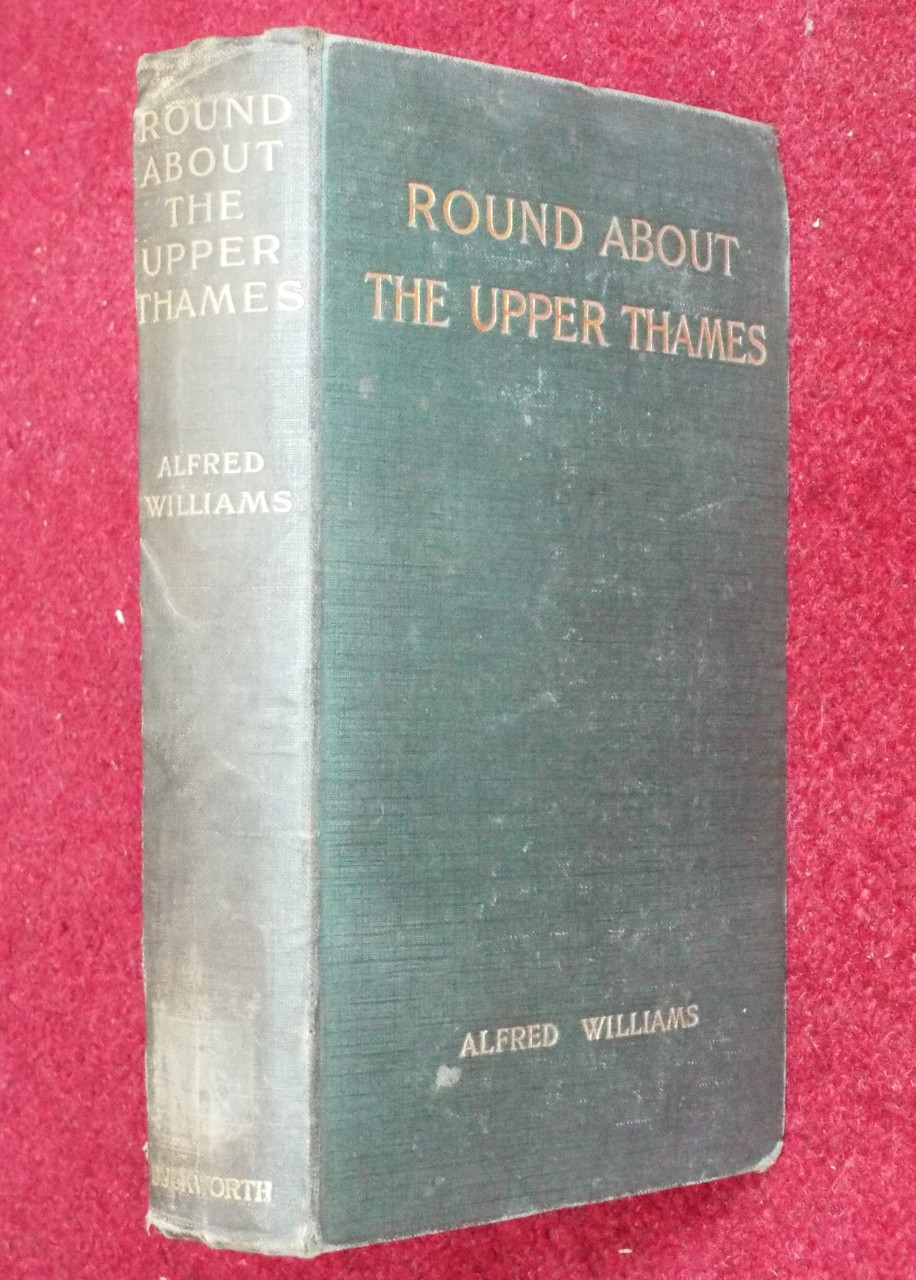 ROUND
ABOUT
THE
UPPER
THAMES
ALFRED
WILLIAMS
DUCKWORTH
ROUND ABOUT
THE UPPER THAMES
ALFRED WILLIAMS